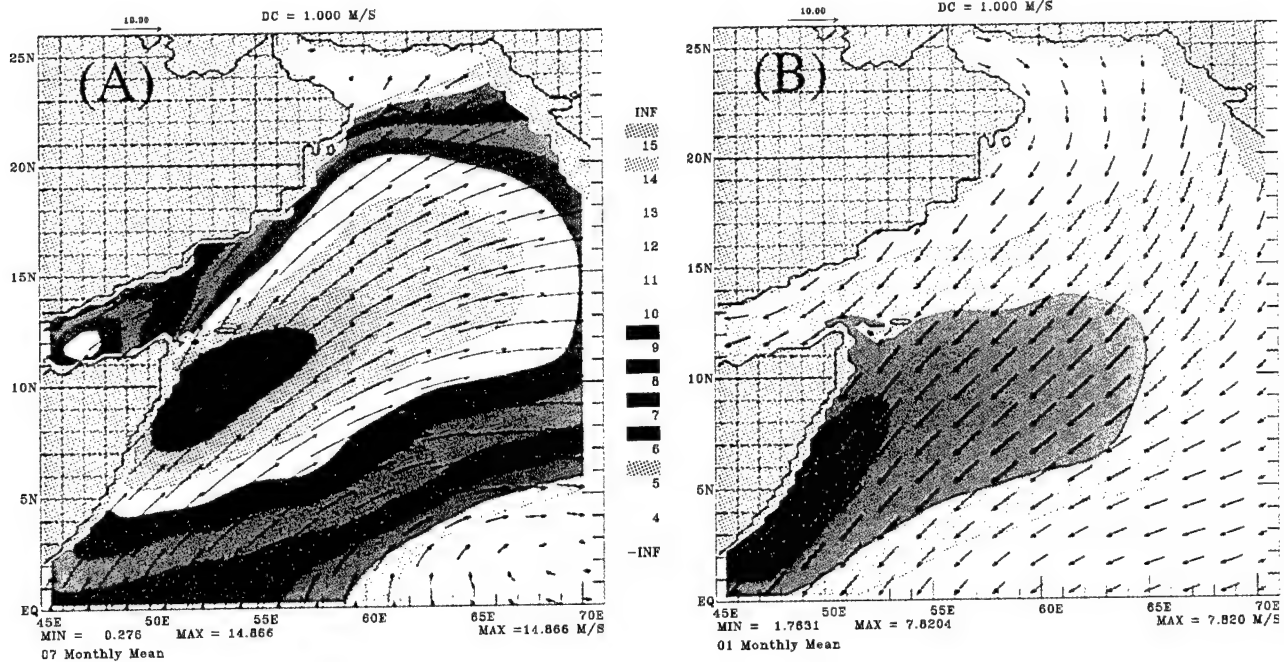 10.00 DC = 1.000 M/S
(A)
25N
20N
15N
10N
5N
EQ
45E 50E 55E 60E 65E 70E
MIN = 0.276 MAX = 14.866 MAX =14.866 M/S
07 Monthly Mean
INF
15
14
13
12
11
10
9
8
7
6
5
4
-INF
10.00 DC = 1.000 M/S
(B)
25N
20N
15N
10N
5N
EQ
45E 50E 55E 60E 65E 70E
MIN = 1.7631 MAX = 7.8204 MAX = 7.820 M/S
01 Monthly Mean